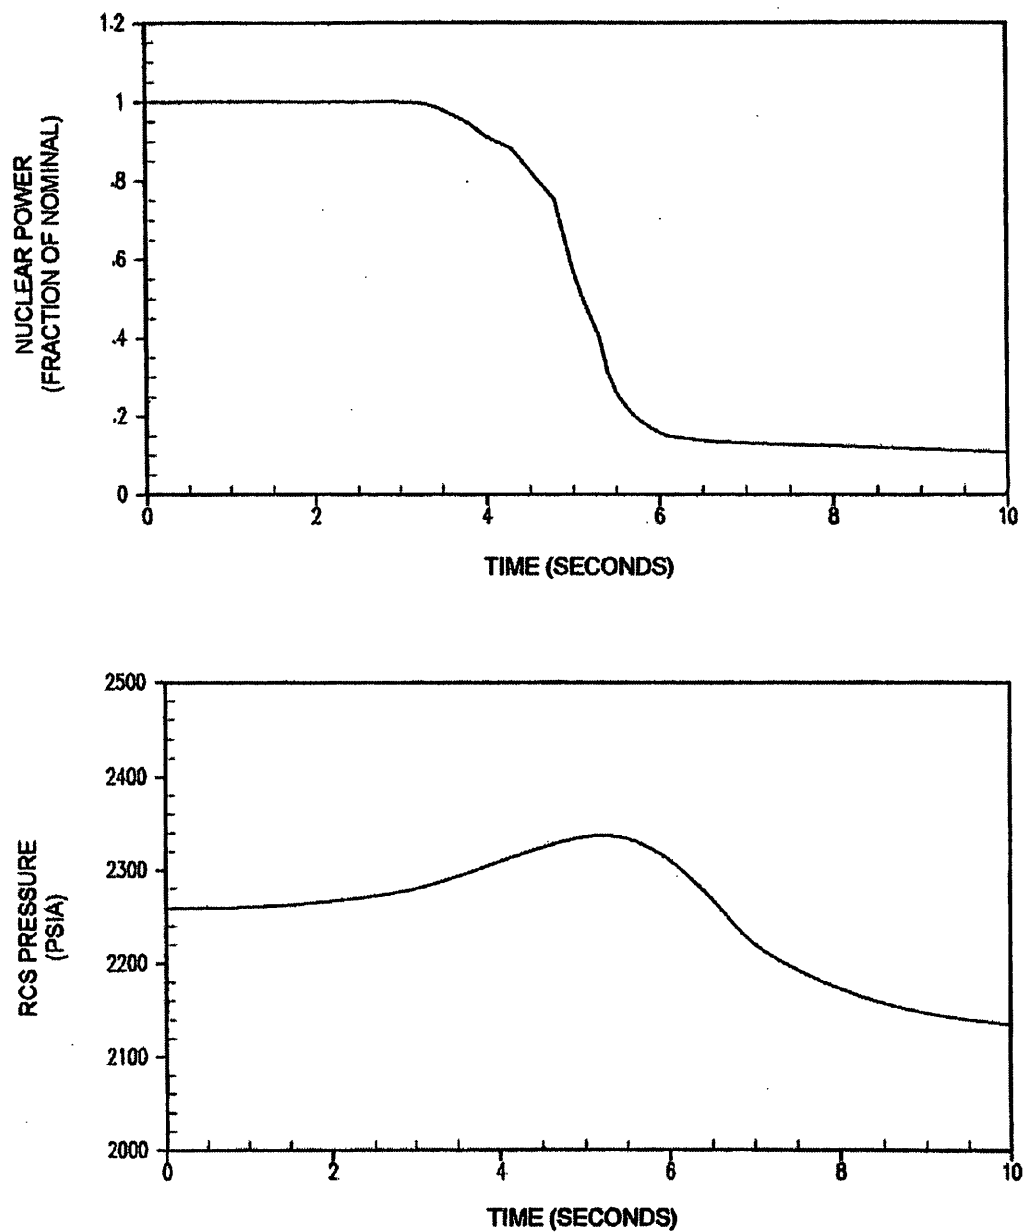 1.2
1
.8
.6
.4
.2
0
NUCLEAR POWER
(FRACTION OF NOMINAL)
0 2 4 6 8 10
TIME (SECONDS)
2500
2400
2300
2200
2100
2000
RCS PRESSURE
(PSIA)
0 2 4 6 8 10
TIME (SECONDS)